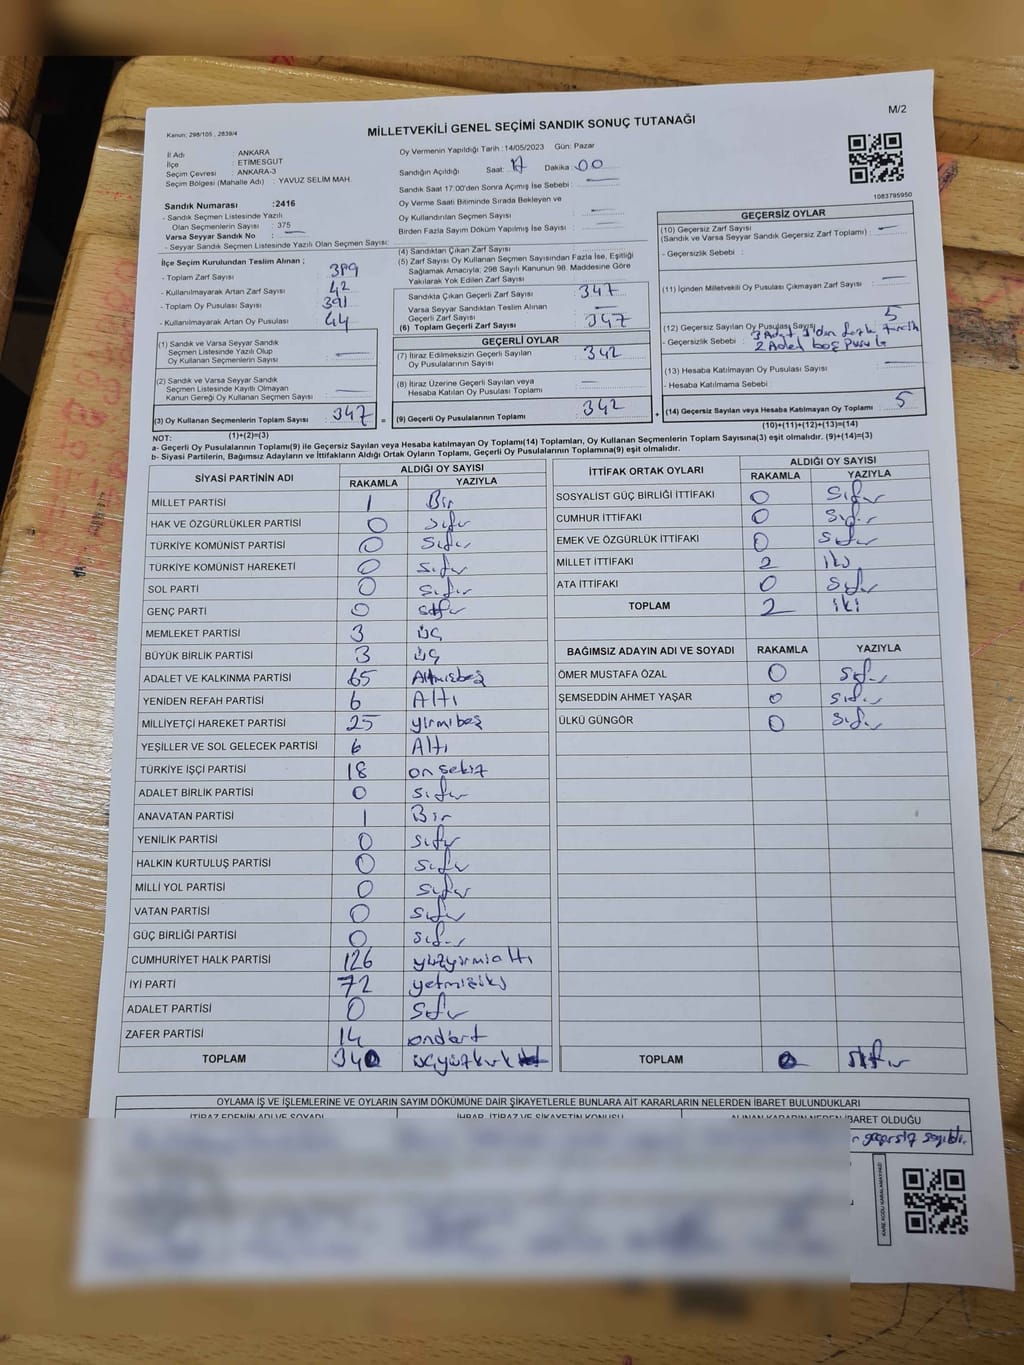 M/2
MİLLETVEKİLİ GENEL SEÇİMİ SANDIK SONUÇ TUTANAĞI
Kanun: 298/105 , 2839/4
İl Adı : ANKARA
İlçe : ETİMESGUT
Seçim Çevresi : ANKARA-3
Seçim Bölgesi (Mahalle Adı) : YAVUZ SELİM MAH.
Sandık Numarası :2416
- Sandık Seçmen Listesinde Yazılı
Olan Seçmenlerin Sayısı : 375
Varsa Seyyar Sandık No : —
- Seyyar Sandık Seçmen Listesinde Yazılı Olan Seçmen Sayısı:
Oy Vermenin Yapıldığı Tarih : 14/05/2023 Gün: Pazar
Sandığın Açıldığı Saat: 17 Dakika: 00
Sandık Saat 17:00'den Sonra Açımış İse Sebebi : —
Oy Verme Saati Bitiminde Sırada Bekleyen ve
Oy Kullandırılan Seçmen Sayısı : —
Birden Fazla Sayım Döküm Yapılmış İse Sayısı : —
1083795950
İlçe Seçim Kurulundan Teslim Alınan ;
- Toplam Zarf Sayısı : 389
- Kullanılmayarak Artan Zarf Sayısı : 42
- Toplam Oy Pusulası Sayısı : 391
- Kullanılmayarak Artan Oy Pusulası : 44
(1) Sandık ve Varsa Seyyar Sandık
Seçmen Listesinde Yazılı Olup
Oy Kullanan Seçmenlerin Sayısı : —
(2) Sandık ve Varsa Seyyar Sandık
Seçmen Listesinde Kayıtlı Olmayan
Kanun Gereği Oy Kullanan Seçmen Sayısı : —
(3) Oy Kullanan Seçmenlerin Toplam Sayısı : 347 =
(1)+(2)=(3)
(4) Sandıktan Çıkan Zarf Sayısı :
(5) Zarf Sayısı Oy Kullanan Seçmen Sayısından Fazla İse, Eşitliği
Sağlamak Amacıyla; 298 Sayılı Kanunun 98. Maddesine Göre
Yakılarak Yok Edilen Zarf Sayısı :
Sandıkta Çıkan Geçerli Zarf Sayısı : 347
Varsa Seyyar Sandıktan Teslim Alınan
Geçerli Zarf Sayısı :
(6) Toplam Geçerli Zarf Sayısı : 347
GEÇERLİ OYLAR
(7) İtiraz Edilmeksizin Geçerli Sayılan
Oy Pusulalarının Sayısı : 342
(8) İtiraz Üzerine Geçerli Sayılan veya
Hesaba Katılan Oy Pusulası Toplamı : —
(9) Geçerli Oy Pusulalarının Toplamı : 342 +
GEÇERSİZ OYLAR
(10) Geçersiz Zarf Sayısı
(Sandık ve Varsa Seyyar Sandık Geçersiz Zarf Toplamı) : —
- Geçersizlik Sebebi :
(11) İçinden Milletvekili Oy Pusulası Çıkmayan Zarf Sayısı : —
(12) Geçersiz Sayılan Oy Pusulası Sayısı : 5
- Geçersizlik Sebebi : 3 Adet 1'den fazla tercih
2 Adet boş pusula
(13) Hesaba Katılmayan Oy Pusulası Sayısı : —
- Hesaba Katılmama Sebebi :
(14) Geçersiz Sayılan veya Hesaba Katılmayan Oy Toplamı : 5
(10)+(11)+(12)+(13)=(14)
NOT:
a- Geçerli Oy Pusulalarının Toplamı(9) ile Geçersiz Sayılan veya Hesaba katılmayan Oy Toplamı(14) Toplamları, Oy Kullanan Seçmenlerin Toplam Sayısına(3) eşit olmalıdır. (9)+(14)=(3)
b- Siyasi Partilerin, Bağımsız Adayların ve İttifakların Aldığı Oyların Toplamı, Geçerli Oy Pusulalarının Toplamına(9) eşit olmalıdır.
SİYASİ PARTİNİN ADI ALDIĞI OY SAYISI
RAKAMLA YAZIYLA
MİLLET PARTİSİ 1 Bir
HAK VE ÖZGÜRLÜKLER PARTİSİ 0 sıfır
TÜRKİYE KOMÜNİST PARTİSİ 0 sıfır
TÜRKİYE KOMÜNİST HAREKETİ 0 sıfır
SOL PARTİ 0 sıfır
GENÇ PARTİ 0 sıfır
MEMLEKET PARTİSİ 3 üç
BÜYÜK BİRLİK PARTİSİ 3 üç
ADALET VE KALKINMA PARTİSİ 65 Altmışbeş
YENİDEN REFAH PARTİSİ 6 Altı
MİLLİYETÇİ HAREKET PARTİSİ 25 yirmibeş
YEŞİLLER VE SOL GELECEK PARTİSİ 6 Altı
TÜRKİYE İŞÇİ PARTİSİ 18 onsekiz
ADALET BİRLİK PARTİSİ 0 sıfır
ANAVATAN PARTİSİ 1 Bir
YENİLİK PARTİSİ 0 sıfır
HALKIN KURTULUŞ PARTİSİ 0 sıfır
MİLLİ YOL PARTİSİ 0 sıfır
VATAN PARTİSİ 0 sıfır
GÜÇ BİRLİĞİ PARTİSİ 0 sıfır
CUMHURİYET HALK PARTİSİ 126 yüzyirmialtı
İYİ PARTİ 72 yetmişiki
ADALET PARTİSİ 0 sıfır
ZAFER PARTİSİ 14 ondört
TOPLAM 340 üçyüzkırk
İTTİFAK ORTAK OYLARI ALDIĞI OY SAYISI
RAKAMLA YAZIYLA
SOSYALİST GÜÇ BİRLİĞİ İTTİFAKI 0 sıfır
CUMHUR İTTİFAKI 0 sıfır
EMEK VE ÖZGÜRLÜK İTTİFAKI 0 sıfır
MİLLET İTTİFAKI 2 iki
ATA İTTİFAKI 0 sıfır
TOPLAM 2 iki
BAĞIMSIZ ADAYIN ADI VE SOYADI RAKAMLA YAZIYLA
ÖMER MUSTAFA ÖZAL 0 sıfır
ŞEMSEDDİN AHMET YAŞAR 0 sıfır
ÜLKÜ GÜNGÖR 0 sıfır
TOPLAM 0 sıfır
OYLAMA İŞ VE İŞLEMLERİNE VE OYLARIN SAYIM DÖKÜMÜNE DAİR ŞİKAYETLERLE BUNLARA AİT KARARLARIN NELERDEN İBARET BULUNDUKLARI
İTİRAZ EDENİN ADI VE SOYADI İHBAR, İTİRAZ VE ŞİKAYETİN KONUSU ALINAN KARARIN NEDEN İBARET OLDUĞU
geçersiz sayıldı.
KARE KODU KARALAMAYINIZ!